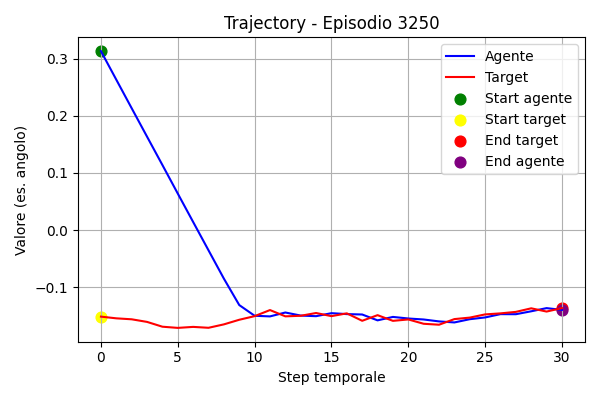 Trajectory - Episodio 3250
Valore (es. angolo)
0.3
0.2
0.1
0.0
−0.1
Agente
Target
Start agente
Start target
End target
End agente
0 5 10 15 20 25 30
Step temporale